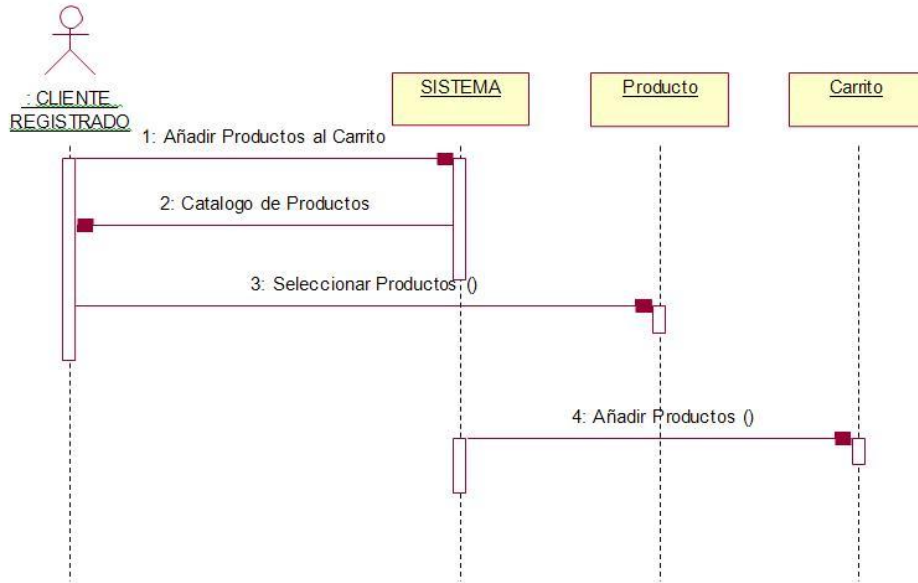 : CLIENTE
REGISTRADO
SISTEMA
Producto
Carrito
1: Añadir Productos al Carrito
2: Catalogo de Productos
3: Seleccionar Productos ()
4: Añadir Productos ()